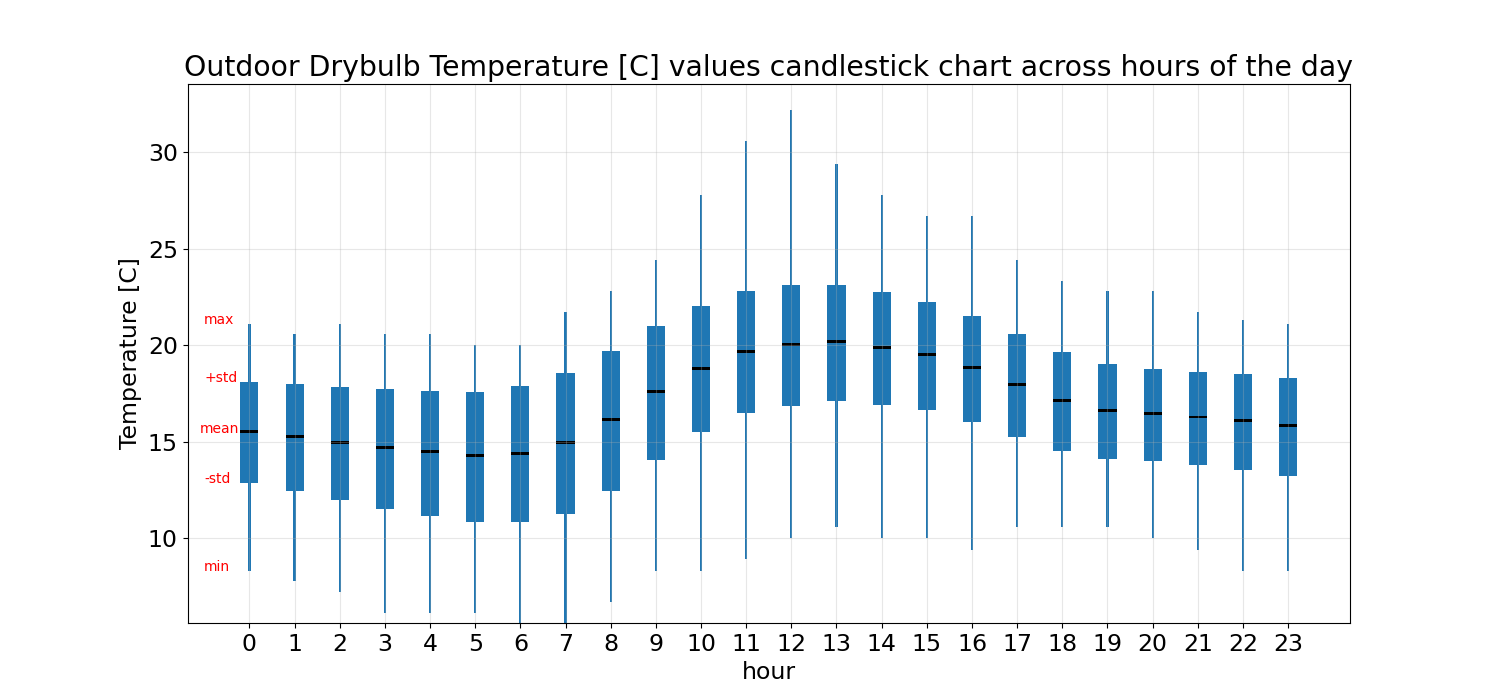 Outdoor Drybulb Temperature [C] values candlestick chart across hours of the day
Temperature [C]
30
25
20
15
10
max
+std
mean
-std
min
0 1 2 3 4 5 6 7 8 9 10 11 12 13 14 15 16 17 18 19 20 21 22 23
hour